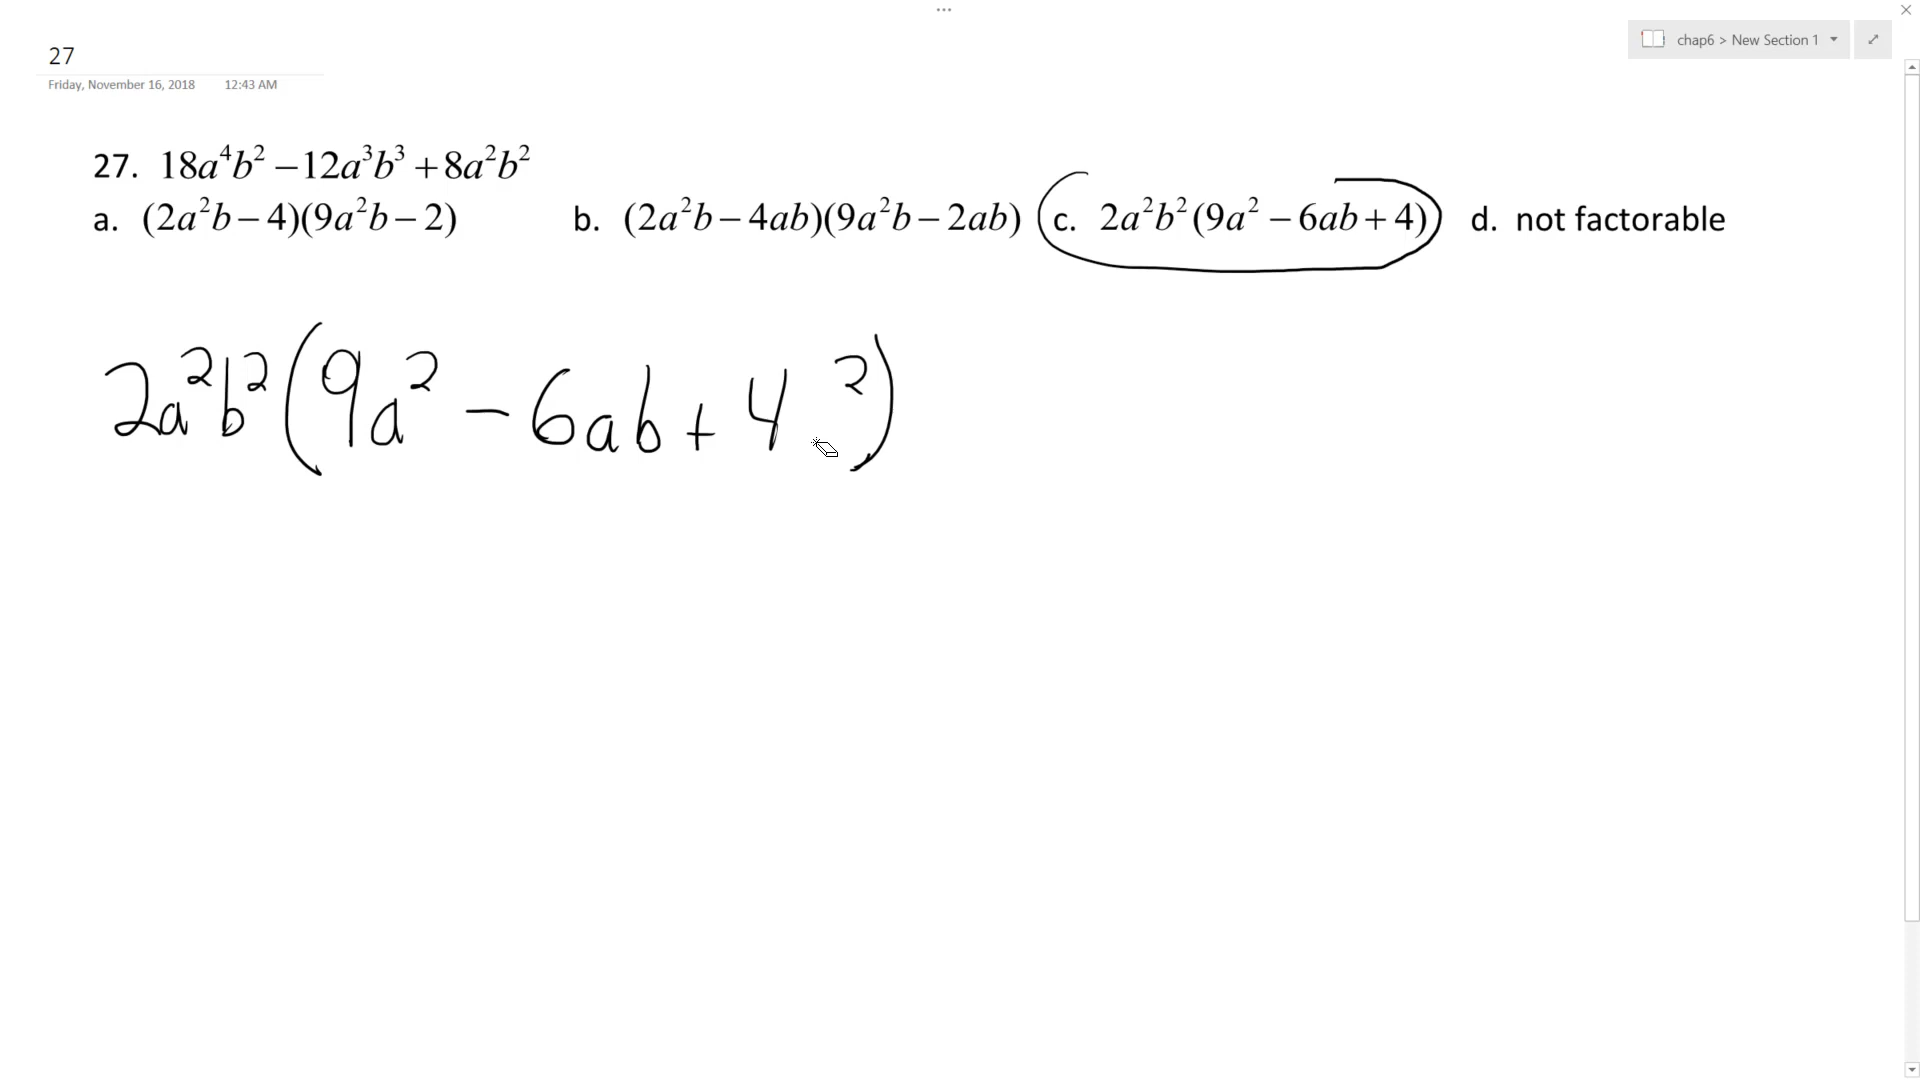 ...
chap6 > New Section 1
27
Friday, November 16, 2018 12:43 AM
27. 18a⁴b² − 12a³b³ + 8a²b²
a. (2a²b − 4)(9a²b − 2) b. (2a²b − 4ab)(9a²b − 2ab) c. 2a²b²(9a² − 6ab + 4) d. not factorable
2a²b²(9a² − 6ab + 4 ²)